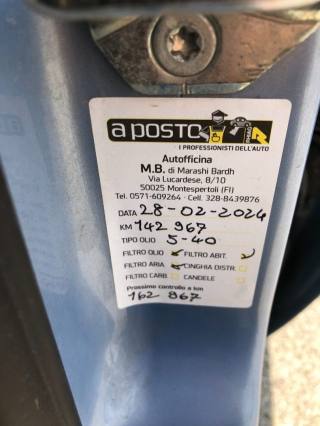 a POSTO
I PROFESSIONISTI DELL'AUTO
Autofficina
M.B. di Marashi Bardh
Via Lucardese, 8/10
50025 Montespertoli (FI)
Tel. 0571-609264 - Cell. 328-8439876
DATA 28-02-2024
KM 142 967
TIPO OLIO 5-40
FILTRO OLIO ✓ FILTRO ABIT. ✓
FILTRO ARIA ✓ CINGHIA DISTR.
FILTRO CARB. CANDELE
Prossimo controllo a km
162 967